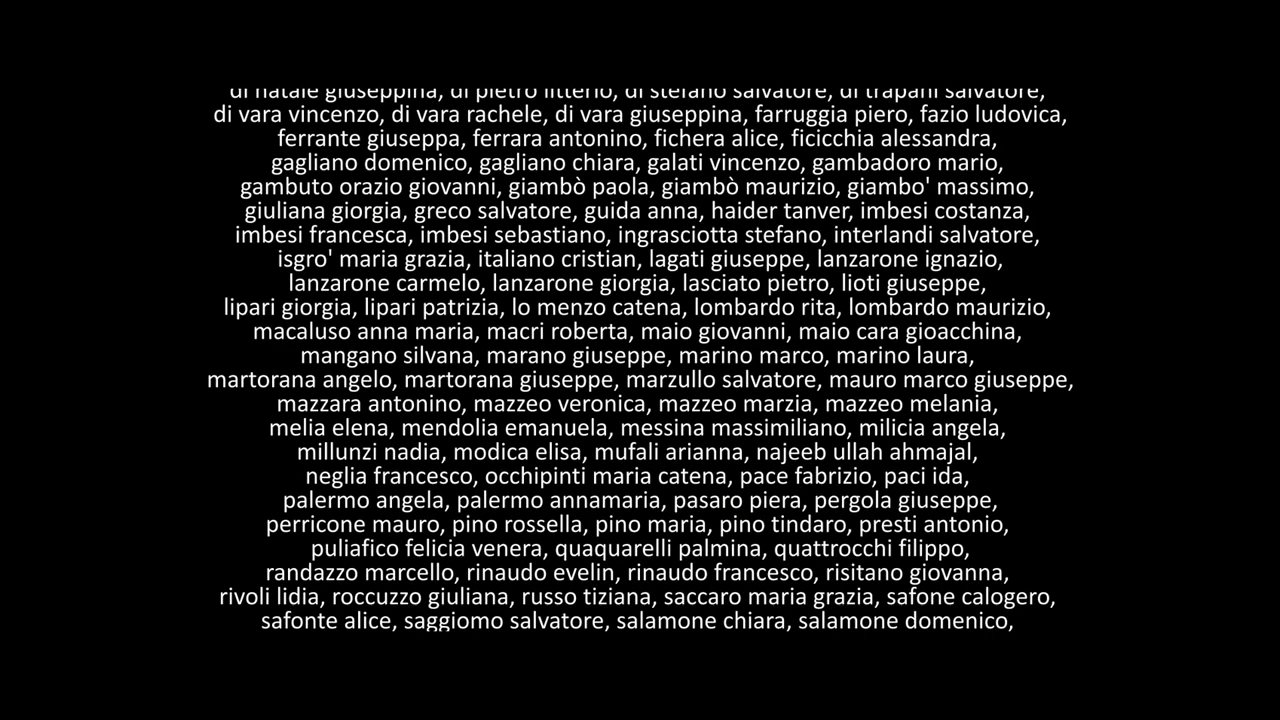 di natale giuseppina, di pietro litterio, di stefano salvatore, di trapani salvatore,
di vara vincenzo, di vara rachele, di vara giuseppina, farruggia piero, fazio ludovica,
ferrante giuseppa, ferrara antonino, fichera alice, ficicchia alessandra,
gagliano domenico, gagliano chiara, galati vincenzo, gambadoro mario,
gambuto orazio giovanni, giambò paola, giambò maurizio, giambo' massimo,
giuliana giorgia, greco salvatore, guida anna, haider tanver, imbesi costanza,
imbesi francesca, imbesi sebastiano, ingrasciotta stefano, interlandi salvatore,
isgro' maria grazia, italiano cristian, lagati giuseppe, lanzarone ignazio,
lanzarone carmelo, lanzarone giorgia, lasciato pietro, lioti giuseppe,
lipari giorgia, lipari patrizia, lo menzo catena, lombardo rita, lombardo maurizio,
macaluso anna maria, macri roberta, maio giovanni, maio cara gioacchina,
mangano silvana, marano giuseppe, marino marco, marino laura,
martorana angelo, martorana giuseppe, marzullo salvatore, mauro marco giuseppe,
mazzara antonino, mazzeo veronica, mazzeo marzia, mazzeo melania,
melia elena, mendolia emanuela, messina massimiliano, milicia angela,
millunzi nadia, modica elisa, mufali arianna, najeeb ullah ahmajal,
neglia francesco, occhipinti maria catena, pace fabrizio, paci ida,
palermo angela, palermo annamaria, pasaro piera, pergola giuseppe,
perricone mauro, pino rossella, pino maria, pino tindaro, presti antonio,
puliafico felicia venera, quaquarelli palmina, quattrocchi filippo,
randazzo marcello, rinaudo evelin, rinaudo francesco, risitano giovanna,
rivoli lidia, roccuzzo giuliana, russo tiziana, saccaro maria grazia, safone calogero,
safonte alice, saggiomo salvatore, salamone chiara, salamone domenico,